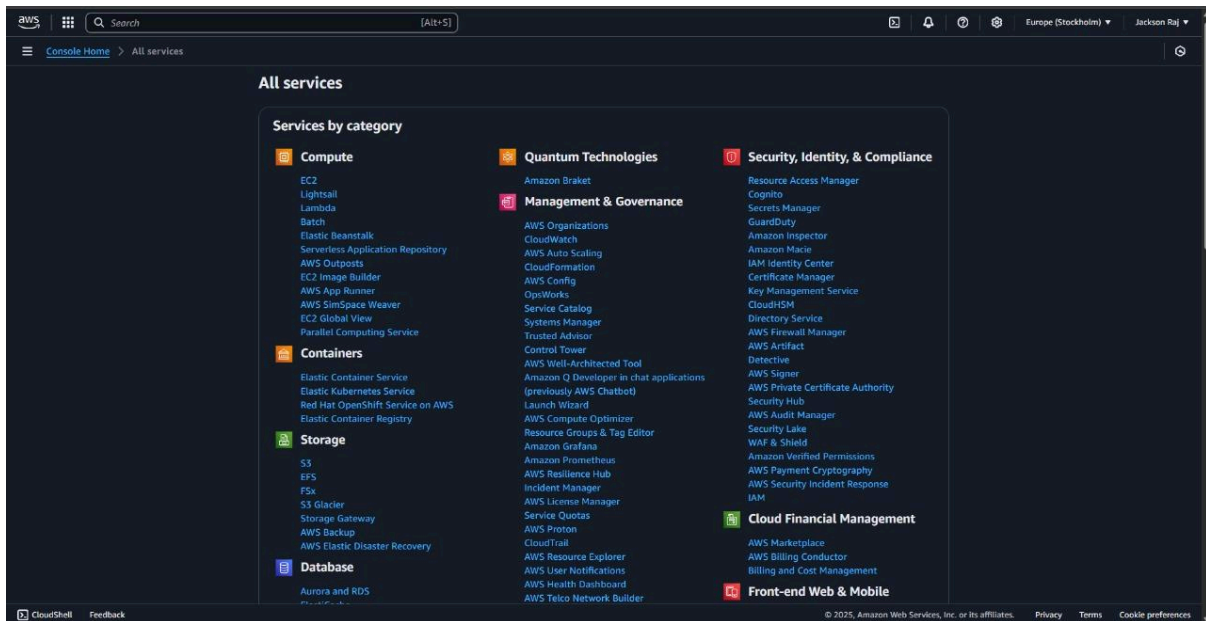 aws
Search
[Alt+S]
Europe (Stockholm)
Jackson Raj
Console Home > All services
All services
Services by category
Compute
EC2
Lightsail
Lambda
Batch
Elastic Beanstalk
Serverless Application Repository
AWS Outposts
EC2 Image Builder
AWS App Runner
AWS SimSpace Weaver
EC2 Global View
Parallel Computing Service
Containers
Elastic Container Service
Elastic Kubernetes Service
Red Hat OpenShift Service on AWS
Elastic Container Registry
Storage
S3
EFS
FSx
S3 Glacier
Storage Gateway
AWS Backup
AWS Elastic Disaster Recovery
Database
Aurora and RDS
ElastiCache
Quantum Technologies
Amazon Braket
Management & Governance
AWS Organizations
CloudWatch
AWS Auto Scaling
CloudFormation
AWS Config
OpsWorks
Service Catalog
Systems Manager
Trusted Advisor
Control Tower
AWS Well-Architected Tool
Amazon Q Developer in chat applications
(previously AWS Chatbot)
Launch Wizard
AWS Compute Optimizer
Resource Groups & Tag Editor
Amazon Grafana
Amazon Prometheus
AWS Resilience Hub
Incident Manager
AWS License Manager
Service Quotas
AWS Proton
CloudTrail
AWS Resource Explorer
AWS User Notifications
AWS Health Dashboard
AWS Telco Network Builder
Security, Identity, & Compliance
Resource Access Manager
Cognito
Secrets Manager
GuardDuty
Amazon Inspector
Amazon Macie
IAM Identity Center
Certificate Manager
Key Management Service
CloudHSM
Directory Service
AWS Firewall Manager
AWS Artifact
Detective
AWS Signer
AWS Private Certificate Authority
Security Hub
AWS Audit Manager
Security Lake
WAF & Shield
Amazon Verified Permissions
AWS Payment Cryptography
AWS Security Incident Response
IAM
Cloud Financial Management
AWS Marketplace
AWS Billing Conductor
Billing and Cost Management
Front-end Web & Mobile
CloudShell
Feedback
© 2025, Amazon Web Services, Inc. or its affiliates.
Privacy
Terms
Cookie preferences